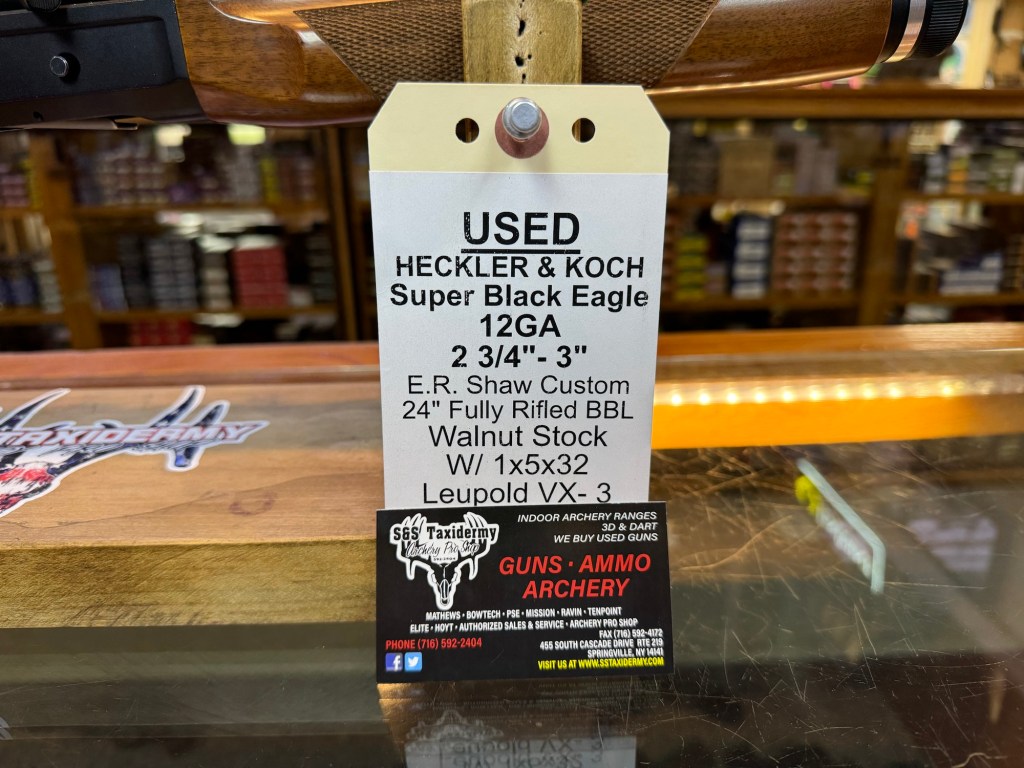 USED
HECKLER & KOCH
Super Black Eagle
12GA
2 3/4"- 3"
E.R. Shaw Custom
24" Fully Rifled BBL
Walnut Stock
W/ 1x5x32
Leupold VX- 3
TAXIDERMY
S&S Taxidermy
Archery Pro Shop
INDOOR ARCHERY RANGES
3D & DART
WE BUY USED GUNS
GUNS · AMMO
ARCHERY
MATHEWS · BOWTECH · PSE · MISSION · RAVIN · TENPOINT
ELITE · HOYT · AUTHORIZED SALES & SERVICE · ARCHERY PRO SHOP
PHONE (716) 592-2404
FAX (716) 592-4172
455 SOUTH CASCADE DRIVE RTE 219
SPRINGVILLE, NY 14141
VISIT US AT WWW.SSTAXIDERMY.COM